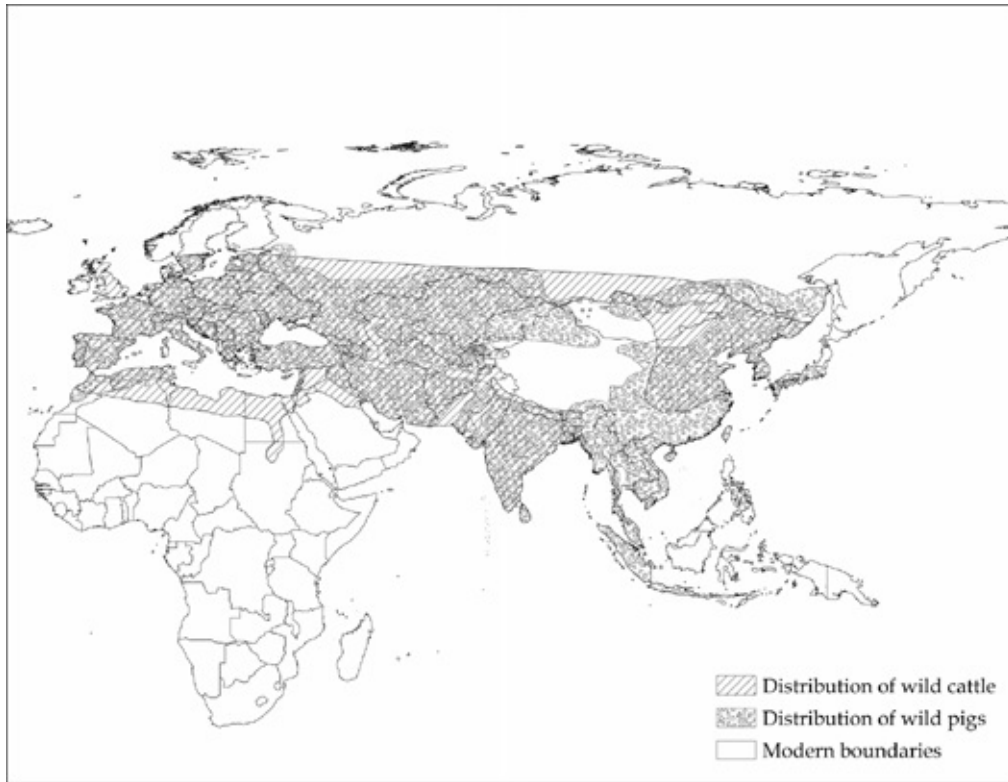 Distribution of wild cattle
Distribution of wild pigs
Modern boundaries